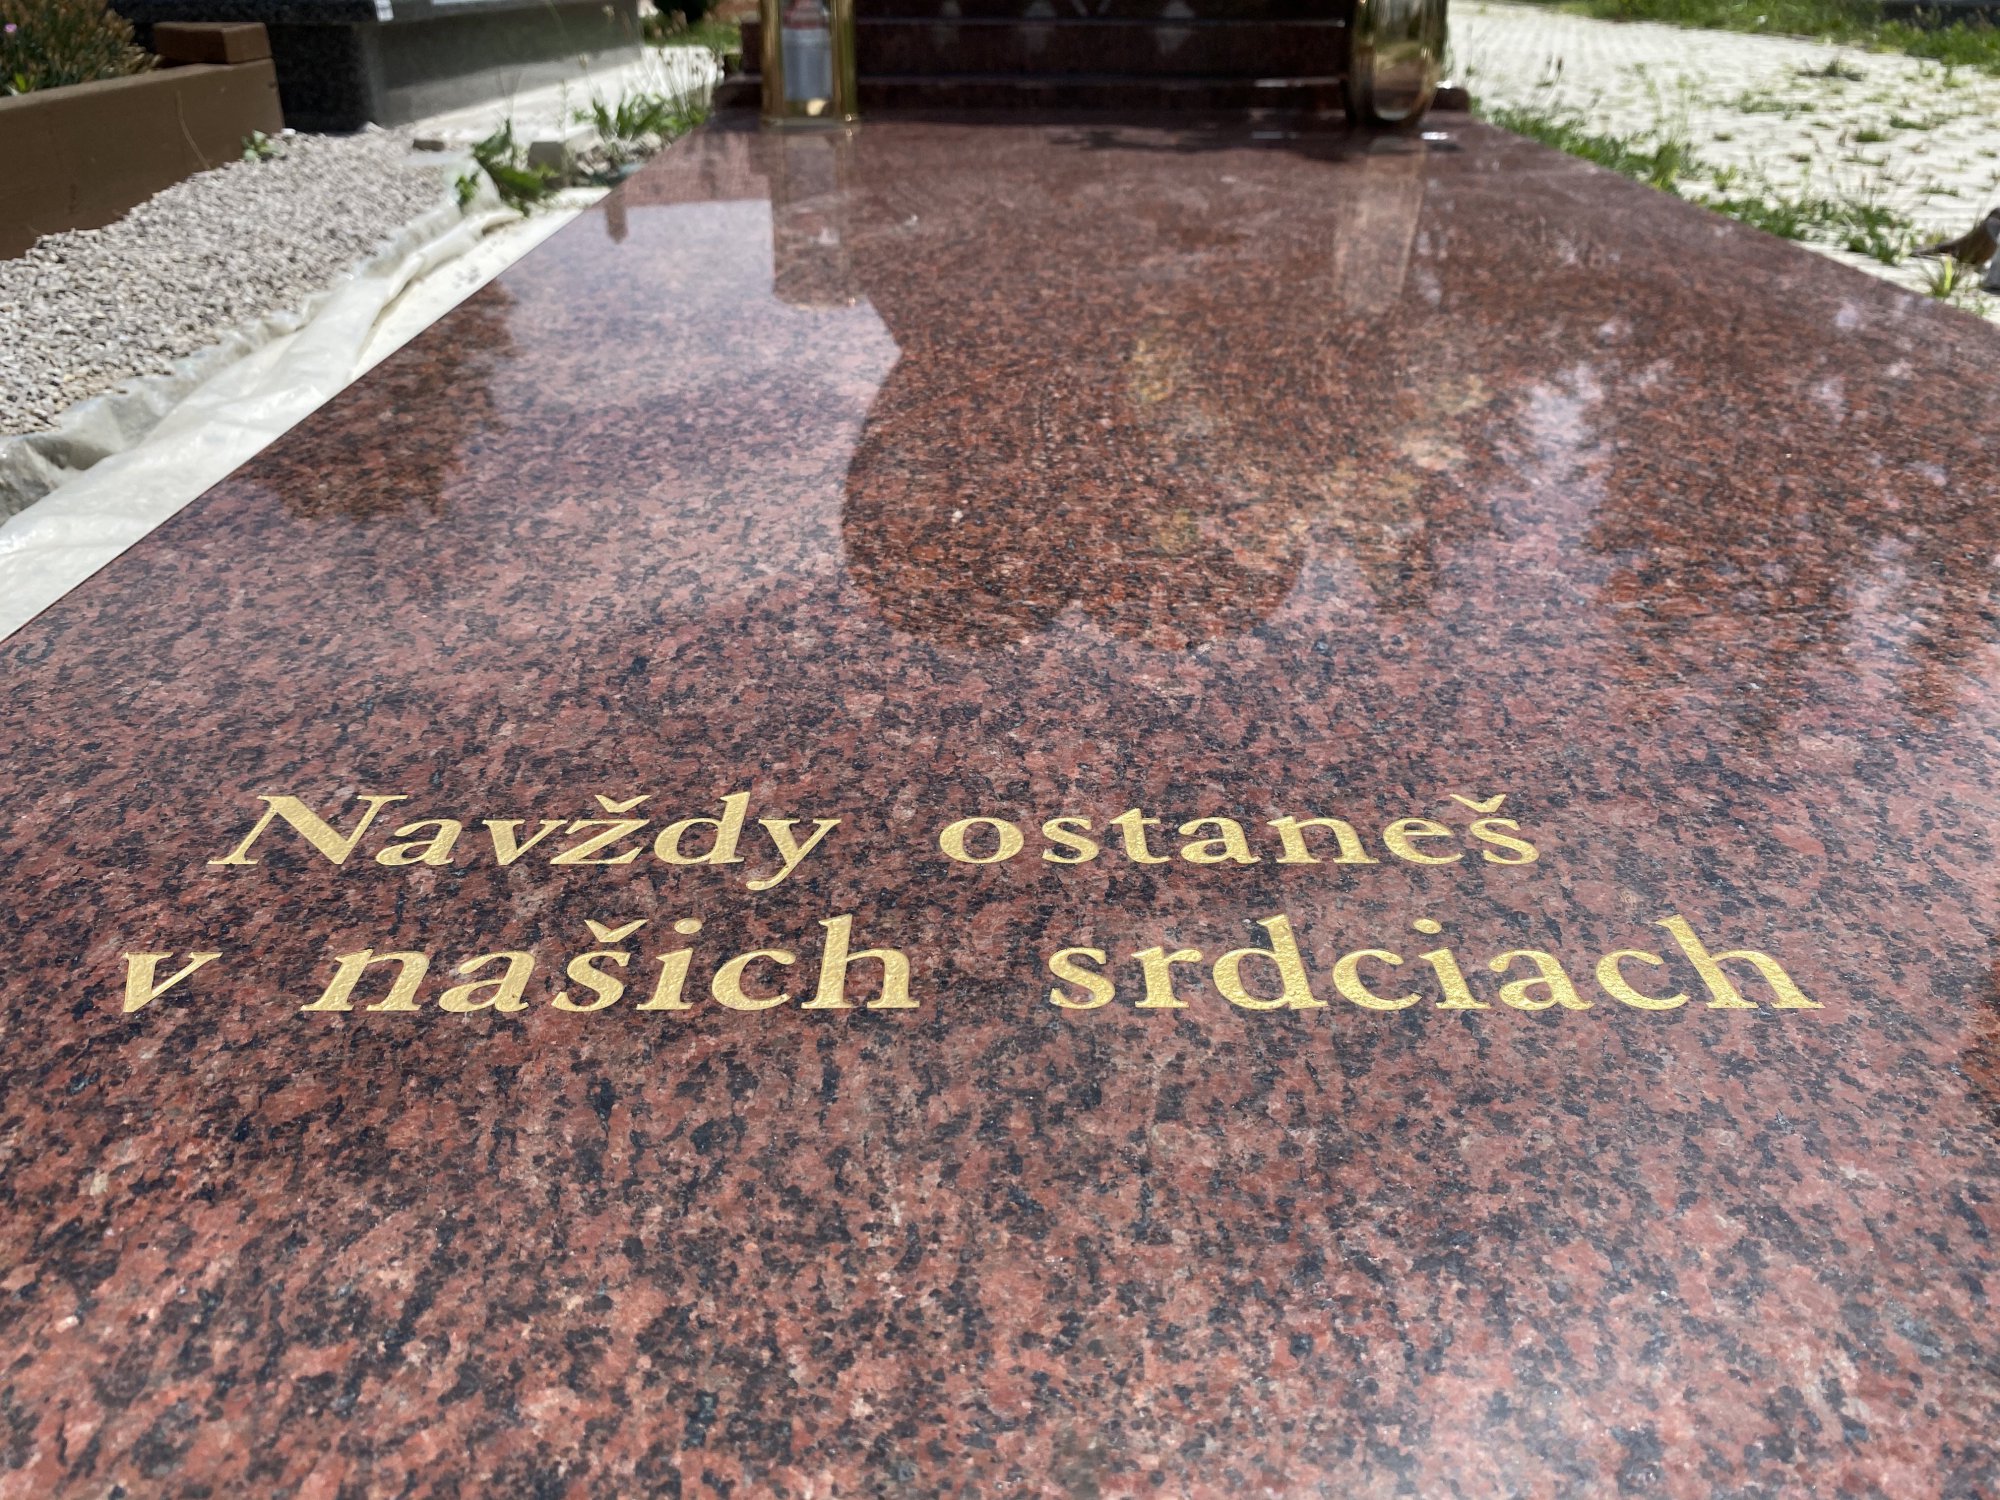 Navždy ostaneš
v našich srdciach